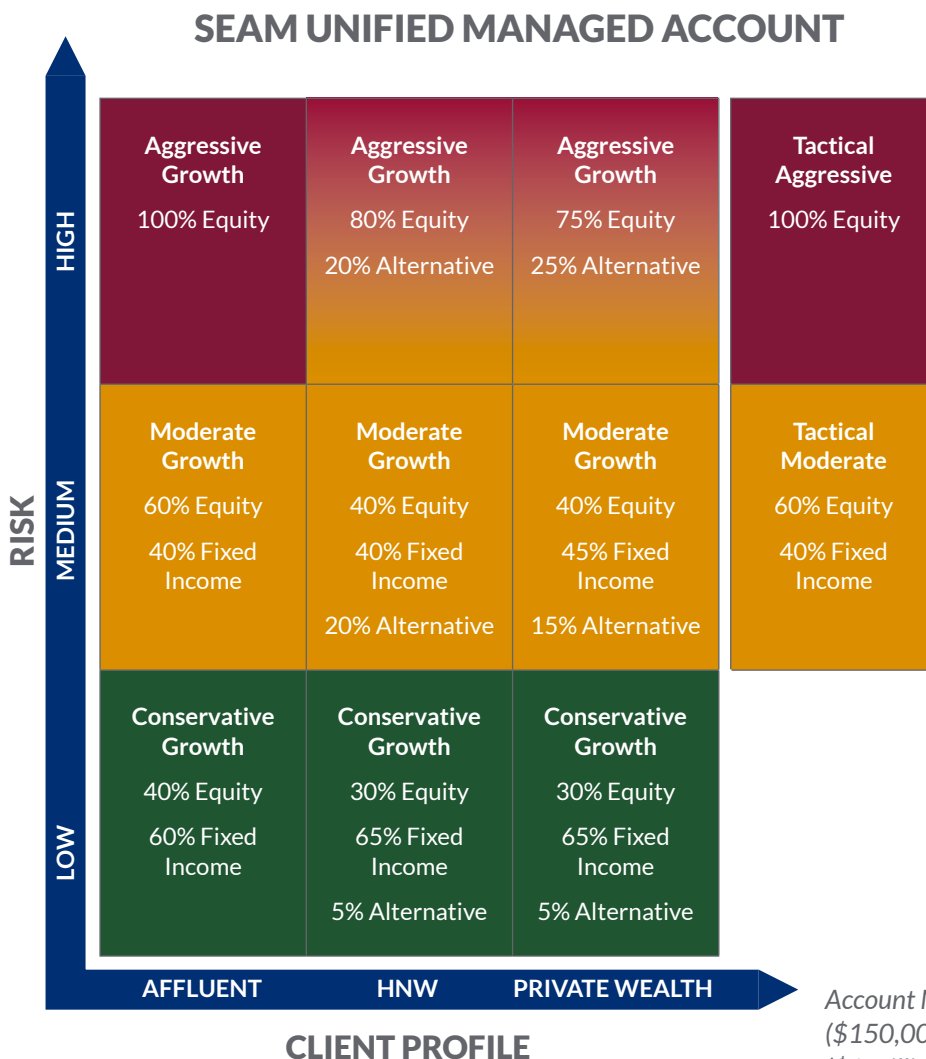 SEAM UNIFIED MANAGED ACCOUNT
RISK
HIGH
Aggressive
Growth
100% Equity
Aggressive
Growth
80% Equity
20% Alternative
Aggressive
Growth
75% Equity
25% Alternative
Tactical
Aggressive
100% Equity
MEDIUM
Moderate
Growth
60% Equity
40% Fixed
Income
Moderate
Growth
40% Equity
40% Fixed
Income
20% Alternative
Moderate
Growth
40% Equity
45% Fixed
Income
15% Alternative
Tactical
Moderate
60% Equity
40% Fixed
Income
LOW
Conservative
Growth
40% Equity
60% Fixed
Income
Conservative
Growth
30% Equity
65% Fixed
Income
5% Alternative
Conservative
Growth
30% Equity
65% Fixed
Income
5% Alternative
AFFLUENT
HNW
PRIVATE WEALTH
CLIENT PROFILE
Account
($150,00